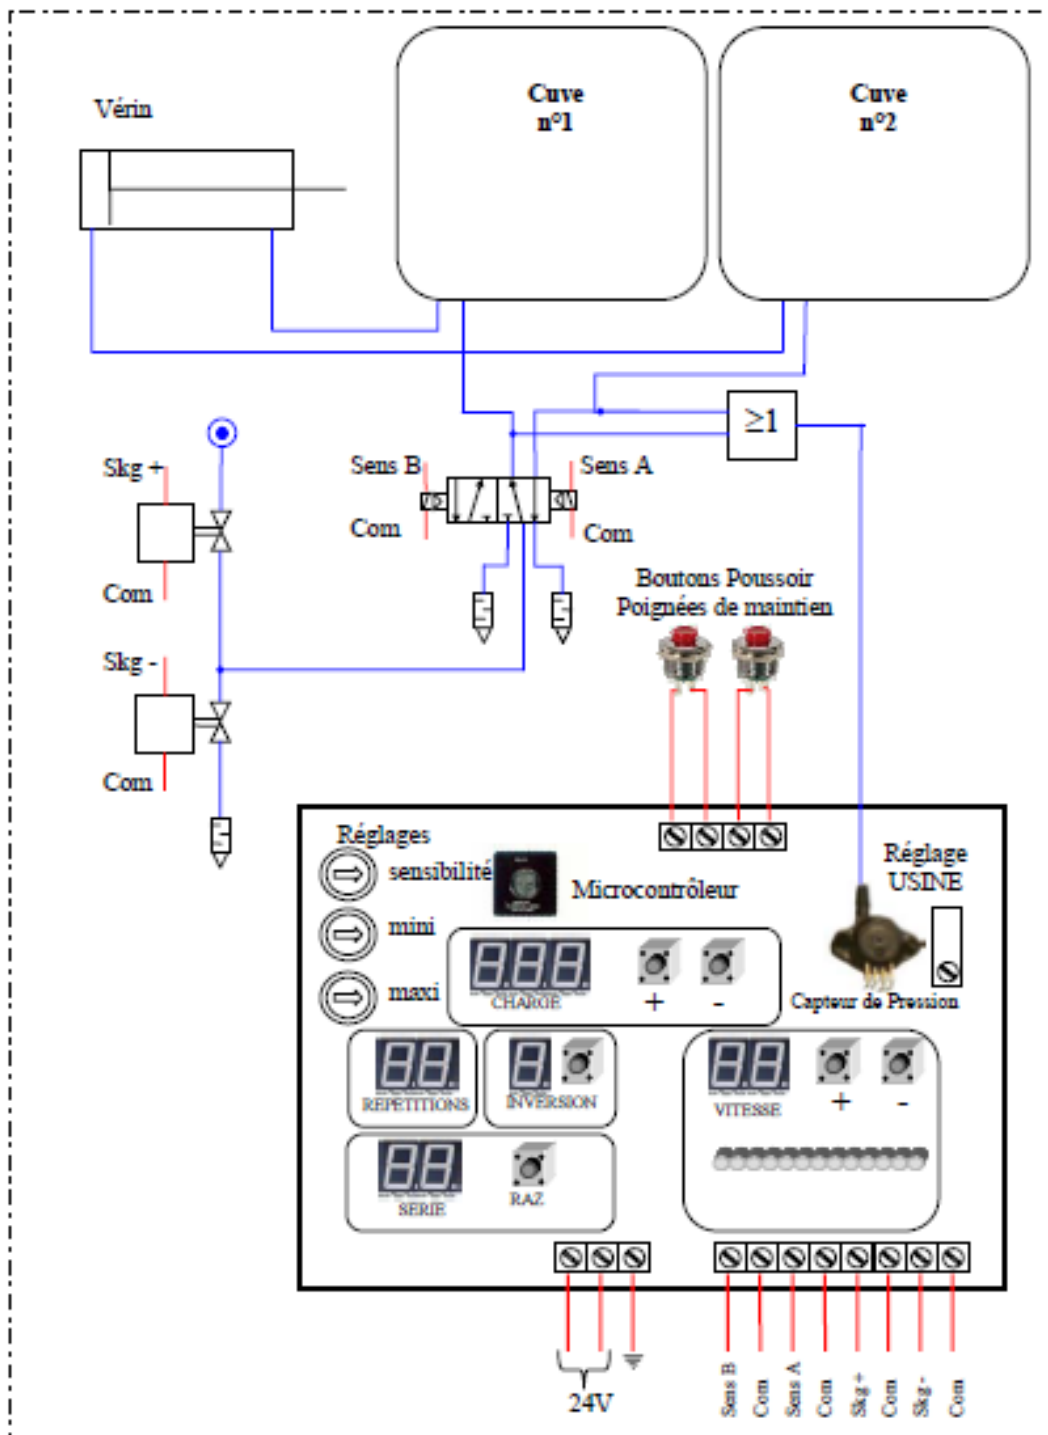 Vérin
Cuve
n°1
Cuve
n°2
≥1
Skg +
Com
Sens B
Com
Sens A
Com
Boutons Poussoir
Poignées de maintien
Skg -
Com
Réglages
sensibilité
mini
maxi
Microcontrôleur
Réglage
USINE
Capteur de Pression
CHARGE
+
-
REPETITIONS
INVERSION
VITESSE
+
-
SERIE
RAZ
24V
Sens B
Com
Sens A
Com
Skg +
Com
Skg -
Com